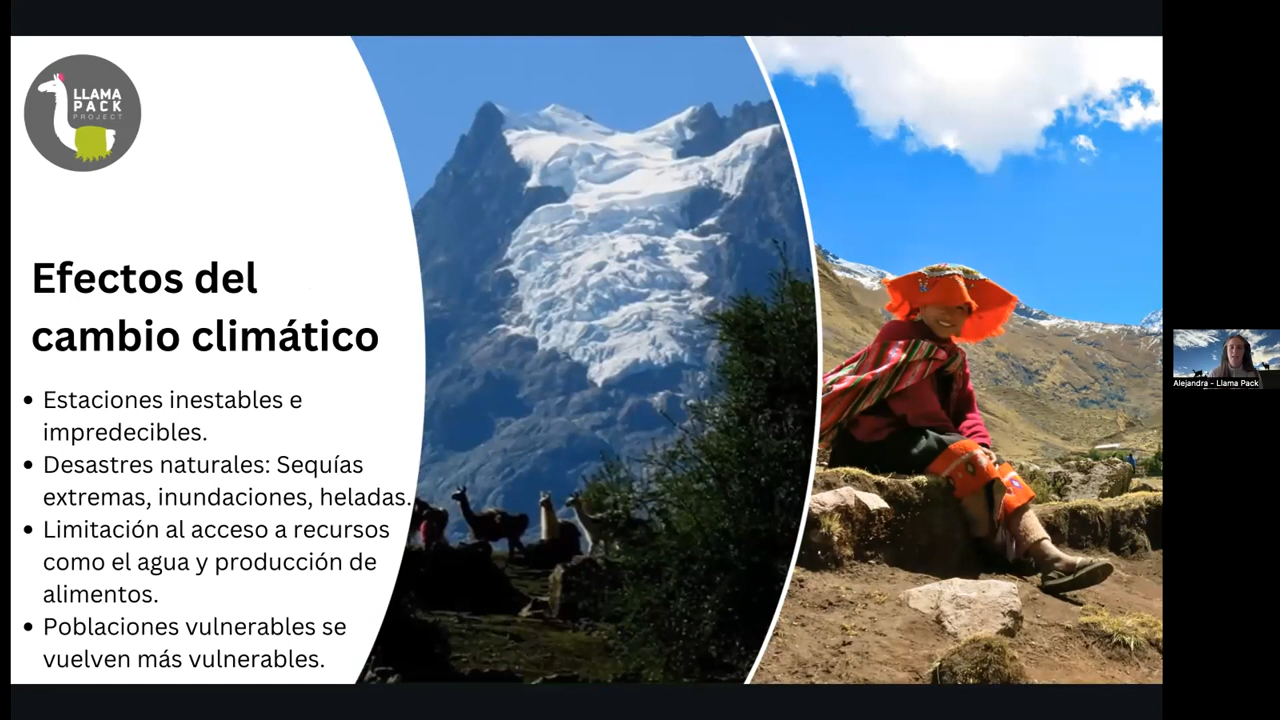 LLAMA
PACK
PROJECT
Efectos del
cambio climático
• Estaciones inestables e
impredecibles.
• Desastres naturales: Sequías
extremas, inundaciones, heladas.
• Limitación al acceso a recursos
como el agua y producción de
alimentos.
• Poblaciones vulnerables se
vuelven más vulnerables.
Alejandra - Llama Pack